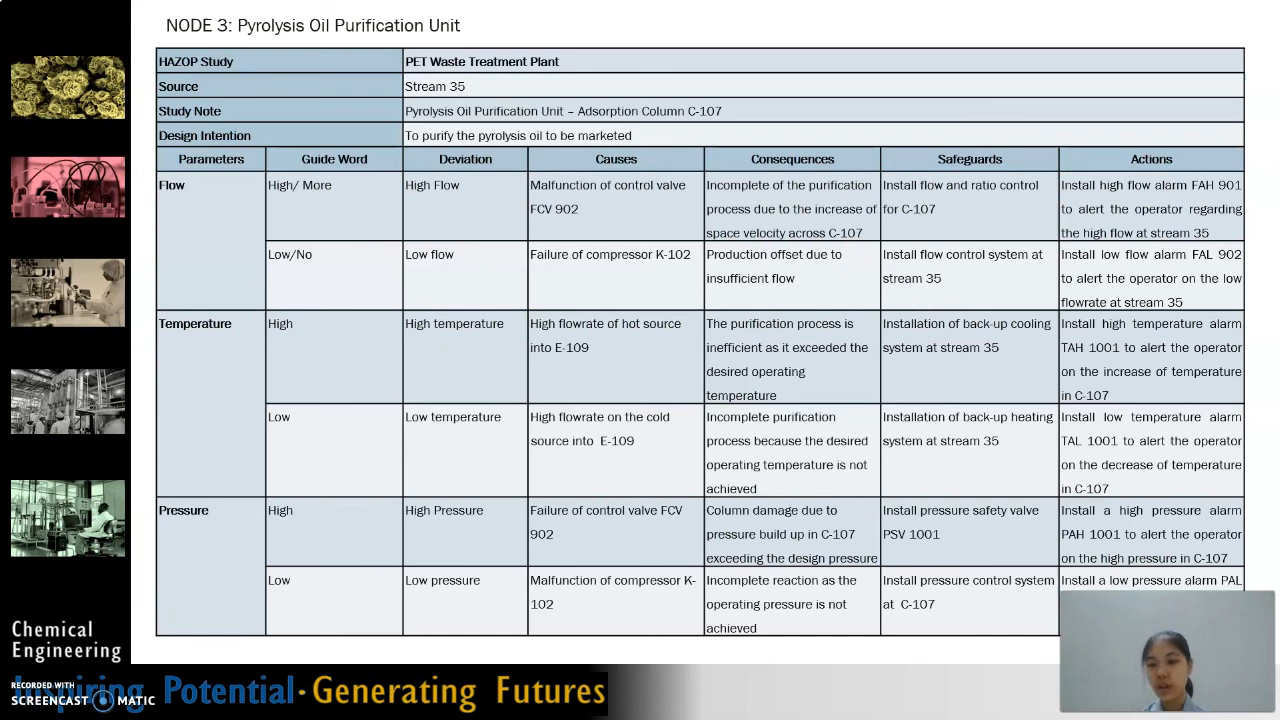 NODE 3: Pyrolysis Oil Purification Unit
HAZOP Study
PET Waste Treatment Plant
Source
Stream 35
Study Note
Pyrolysis Oil Purification Unit – Adsorption Column C-107
Design Intention
To purify the pyrolysis oil to be marketed
Parameters
Guide Word
Deviation
Causes
Consequences
Safeguards
Actions
Flow
High/ More
High Flow
Malfunction of control valve
FCV 902
Incomplete of the purification
process due to the increase of
space velocity across C-107
Install flow and ratio control
for C-107
Install high flow alarm FAH 901
to alert the operator regarding
the high flow at stream 35
Low/No
Low flow
Failure of compressor K-102
Production offset due to
insufficient flow
Install flow control system at
stream 35
Install low flow alarm FAL 902
to alert the operator on the low
flowrate at stream 35
Temperature
High
High temperature
High flowrate of hot source
into E-109
The purification process is
inefficient as it exceeded the
desired operating
temperature
Installation of back-up cooling
system at stream 35
Install high temperature alarm
TAH 1001 to alert the operator
on the increase of temperature
in C-107
Low
Low temperature
High flowrate on the cold
source into E-109
Incomplete purification
process because the desired
operating temperature is not
achieved
Installation of back-up heating
system at stream 35
Install low temperature alarm
TAL 1001 to alert the operator
on the decrease of temperature
in C-107
Pressure
High
High Pressure
Failure of control valve FCV
902
Column damage due to
pressure build up in C-107
exceeding the design pressure
Install pressure safety valve
PSV 1001
Install a high pressure alarm
PAH 1001 to alert the operator
on the high pressure in C-107
Low
Low pressure
Malfunction of compressor K-
102
Incomplete reaction as the
operating pressure is not
achieved
Install pressure control system
at C-107
Install a low pressure alarm PAL
Chemical
Engineering
RECORDED WITH
SCREENCAST MATIC
Inspiring Potential · Generating Futures